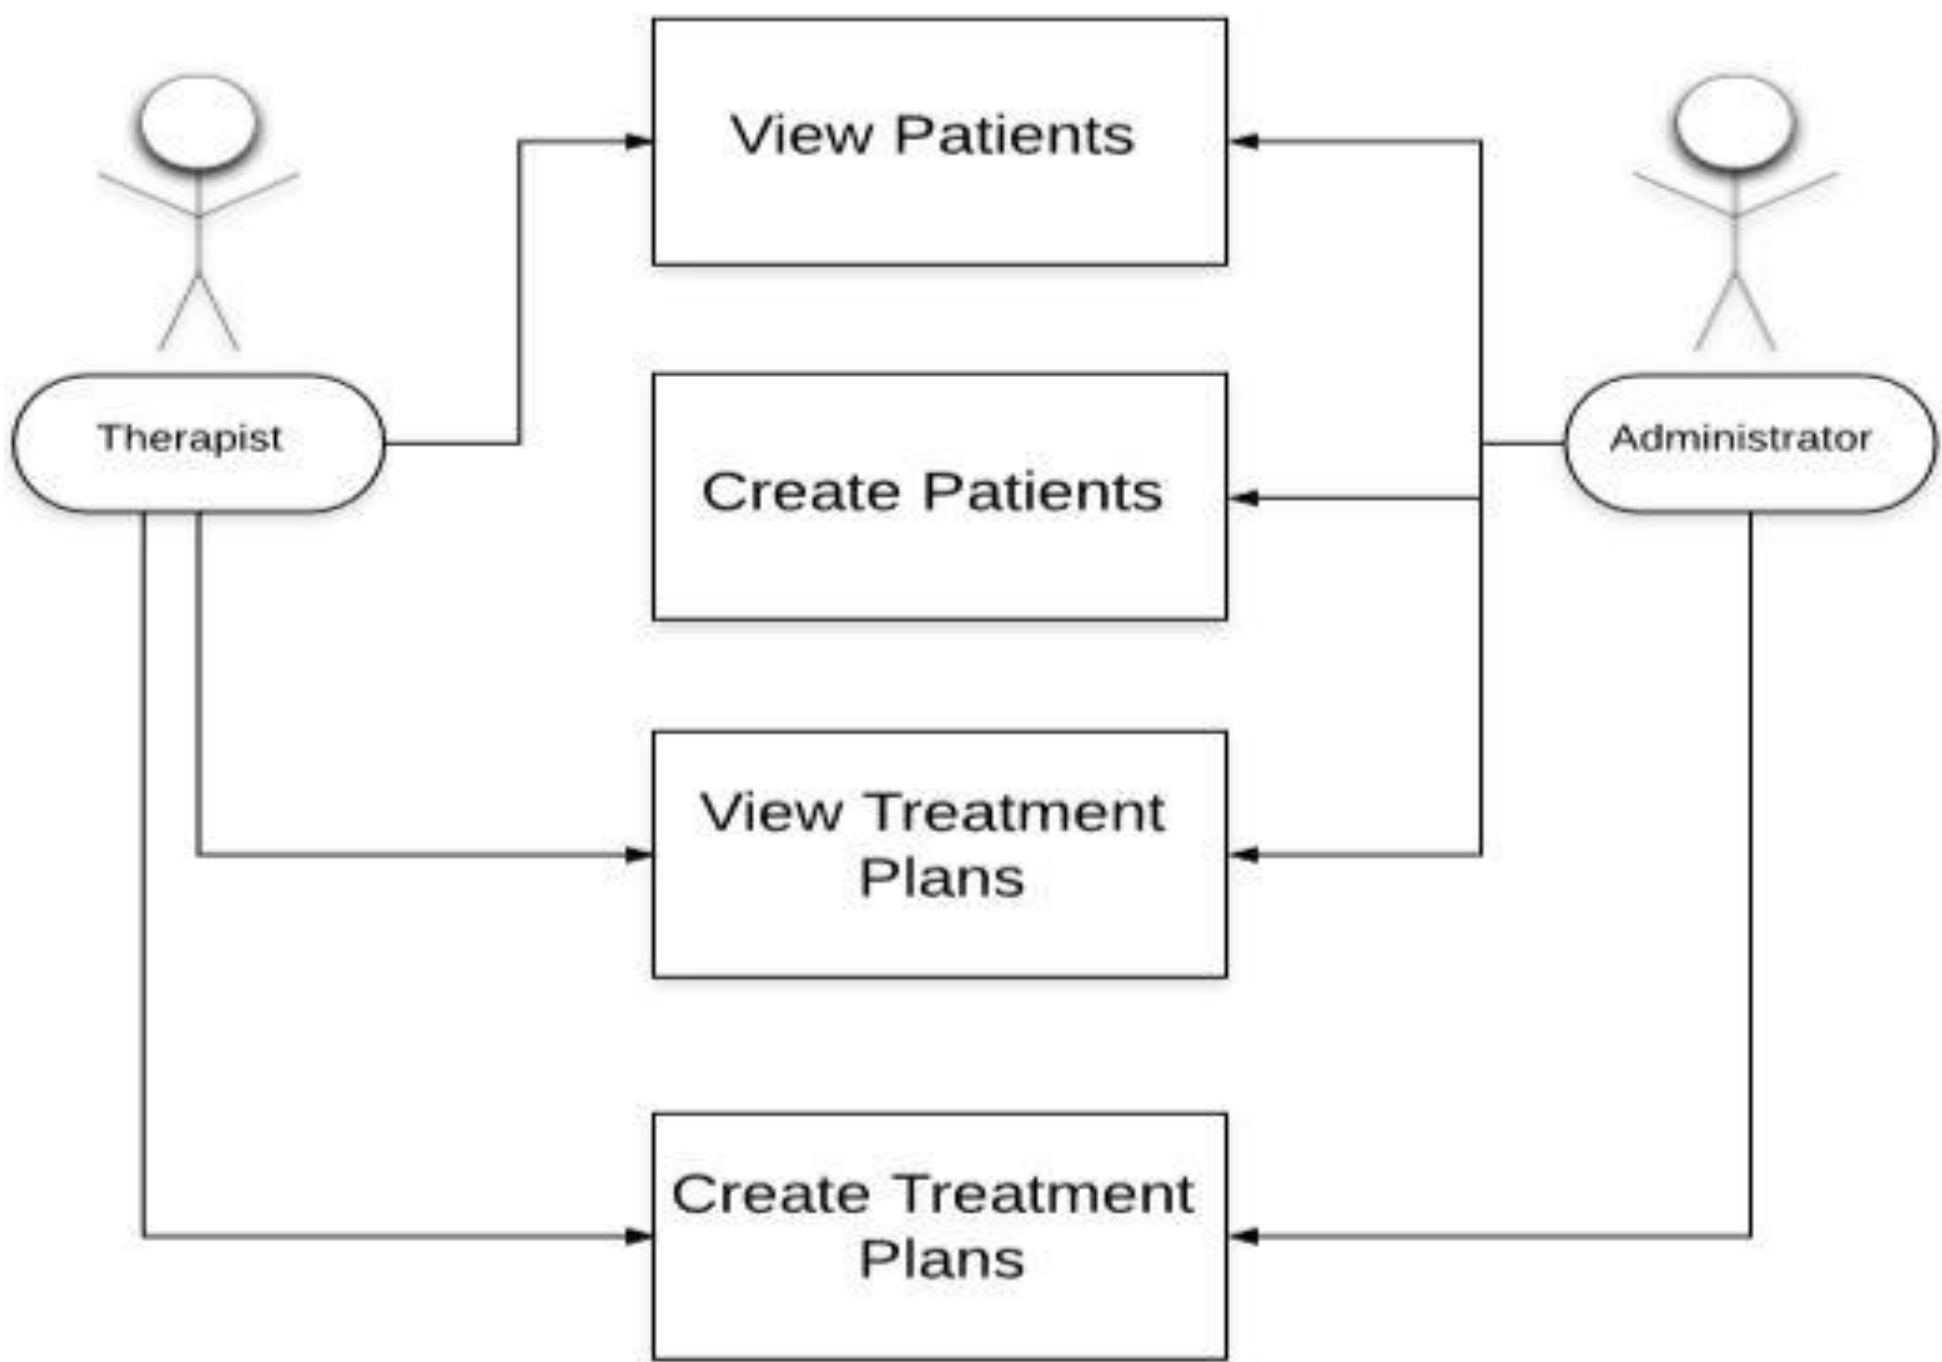 View Patients
Therapist
Administrator
Create Patients
View Treatment
Plans
Create Treatment
Plans